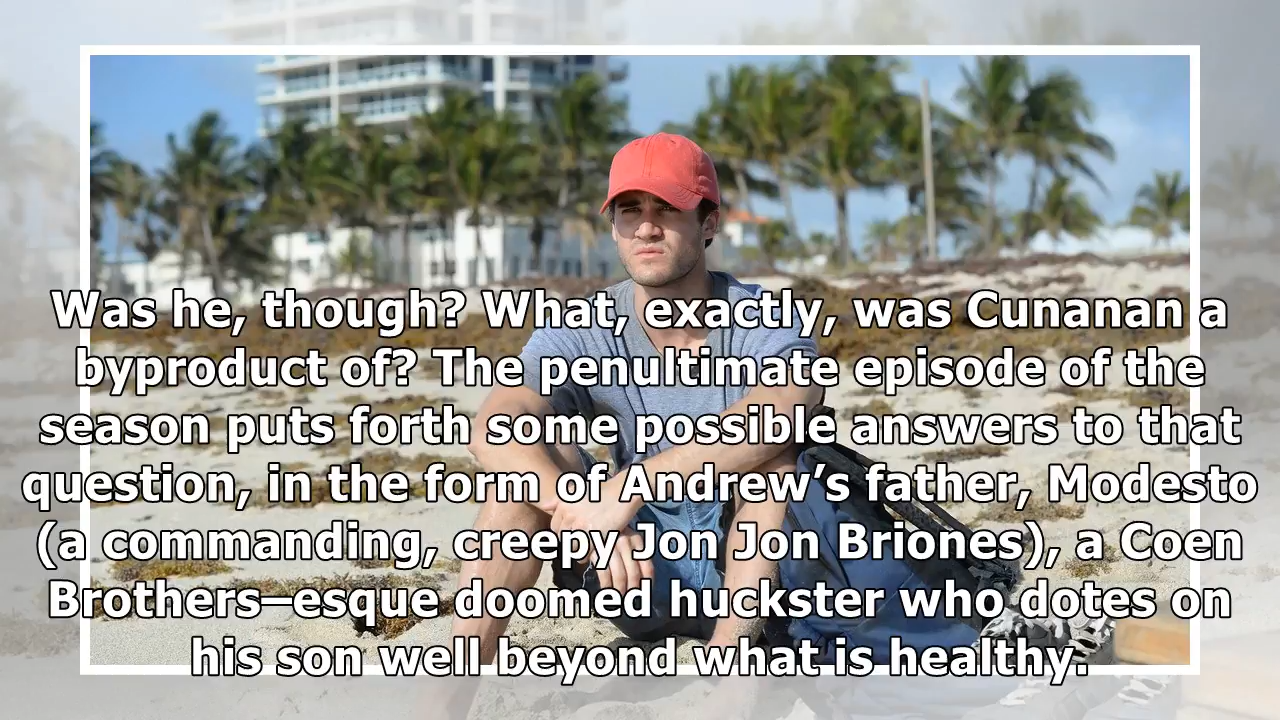 Was he, though? What, exactly, was Cunanan a
byproduct of? The penultimate episode of the
season puts forth some possible answers to that
question, in the form of Andrew’s father, Modesto
(a commanding, creepy Jon Jon Briones), a Coen
Brothers–esque doomed huckster who dotes on
his son well beyond what is healthy.